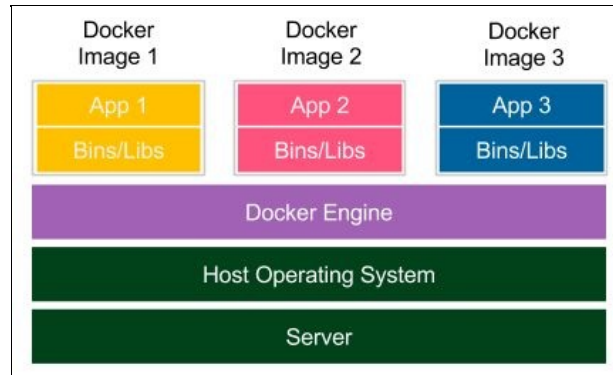 Docker
Image 1
Docker
Image 2
Docker
Image 3
App 1
App 2
App 3
Bins/Libs
Bins/Libs
Bins/Libs
Docker Engine
Host Operating System
Server